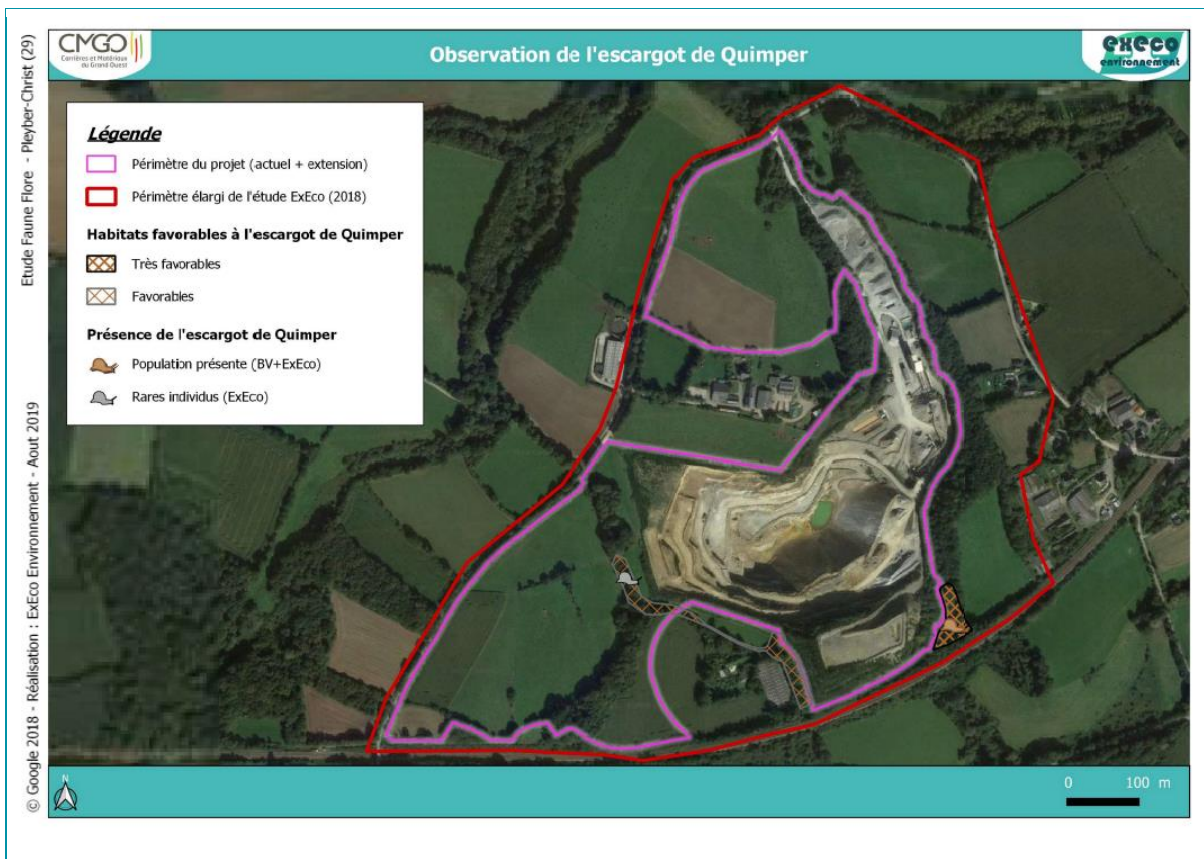 CMGO
Carrières et Matériaux
du Grand Ouest
Observation de l'escargot de Quimper
execo
environnement
Etude Faune Flore - Pleyber-Christ (29)
© Google 2018 - Réalisation : ExEco Environnement - Aout 2019
Légende
Périmètre du projet (actuel + extension)
Périmètre élargi de l'étude ExEco (2018)
Habitats favorables à l'escargot de Quimper
Très favorables
Favorables
Présence de l'escargot de Quimper
Population présente (BV+ExEco)
Rares individus (ExEco)
N
0 100 m